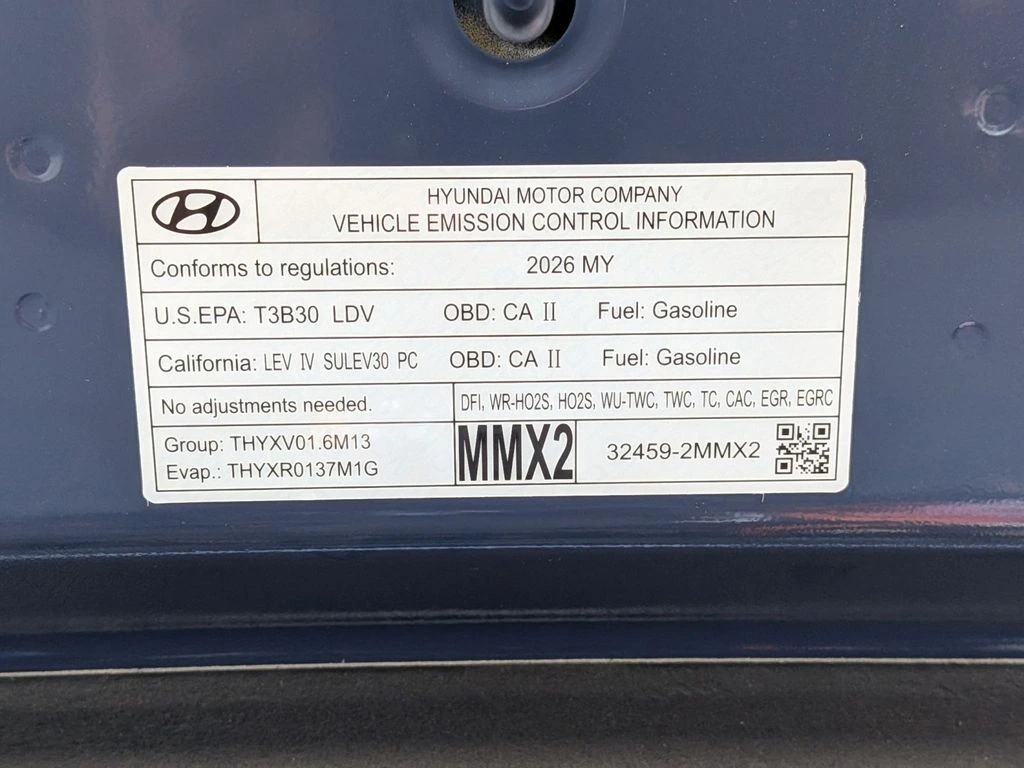 HYUNDAI MOTOR COMPANY
VEHICLE EMISSION CONTROL INFORMATION
Conforms to regulations: 2026 MY
U.S.EPA: T3B30 LDV OBD: CA II Fuel: Gasoline
California: LEV IV SULEV30 PC OBD: CA II Fuel: Gasoline
No adjustments needed. DFI, WR-HO2S, HO2S, WU-TWC, TWC, TC, CAC, EGR, EGRC
Group: THYXV01.6M13
Evap.: THYXR0137M1G
MMX2 32459-2MMX2